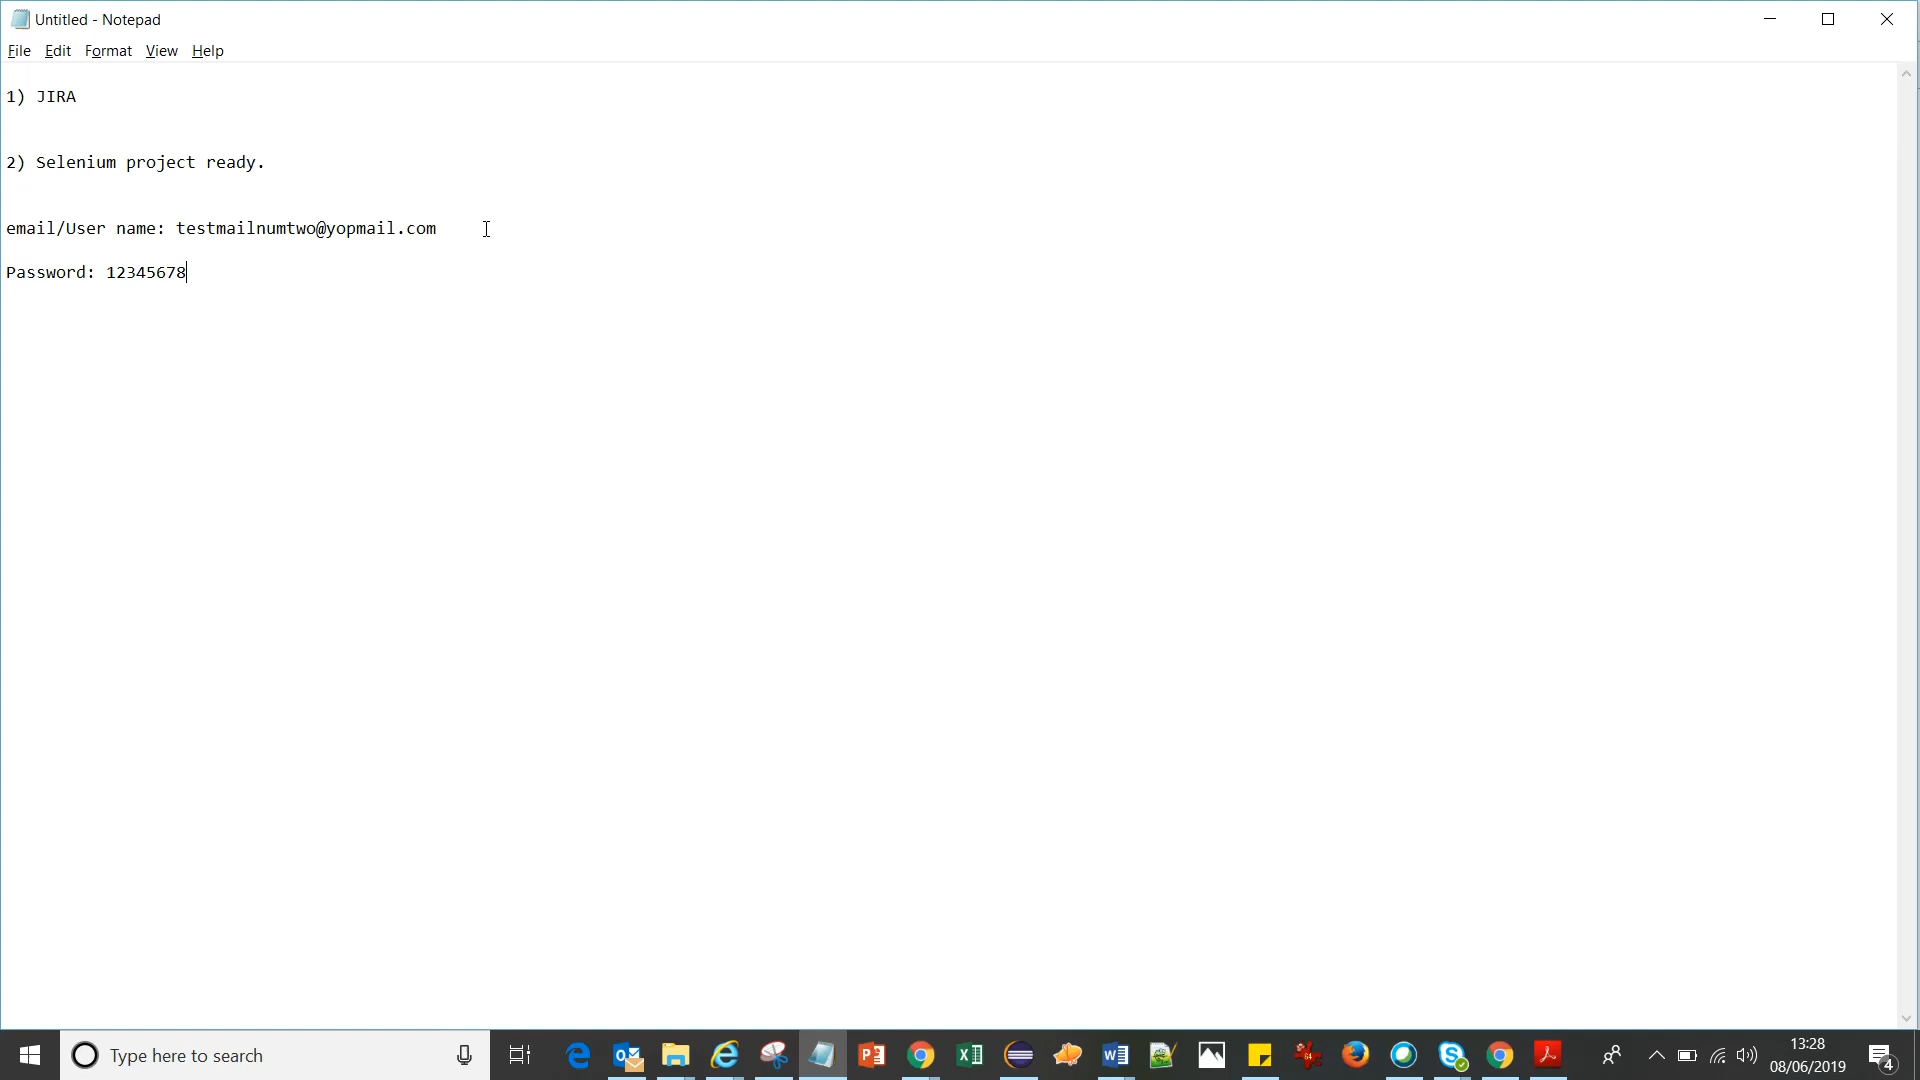 Untitled - Notepad
File Edit Format View Help
1) JIRA
2) Selenium project ready.
email/User name: testmailnumtwo@yopmail.com
Password: 12345678
Type here to search
13:28
08/06/2019
4